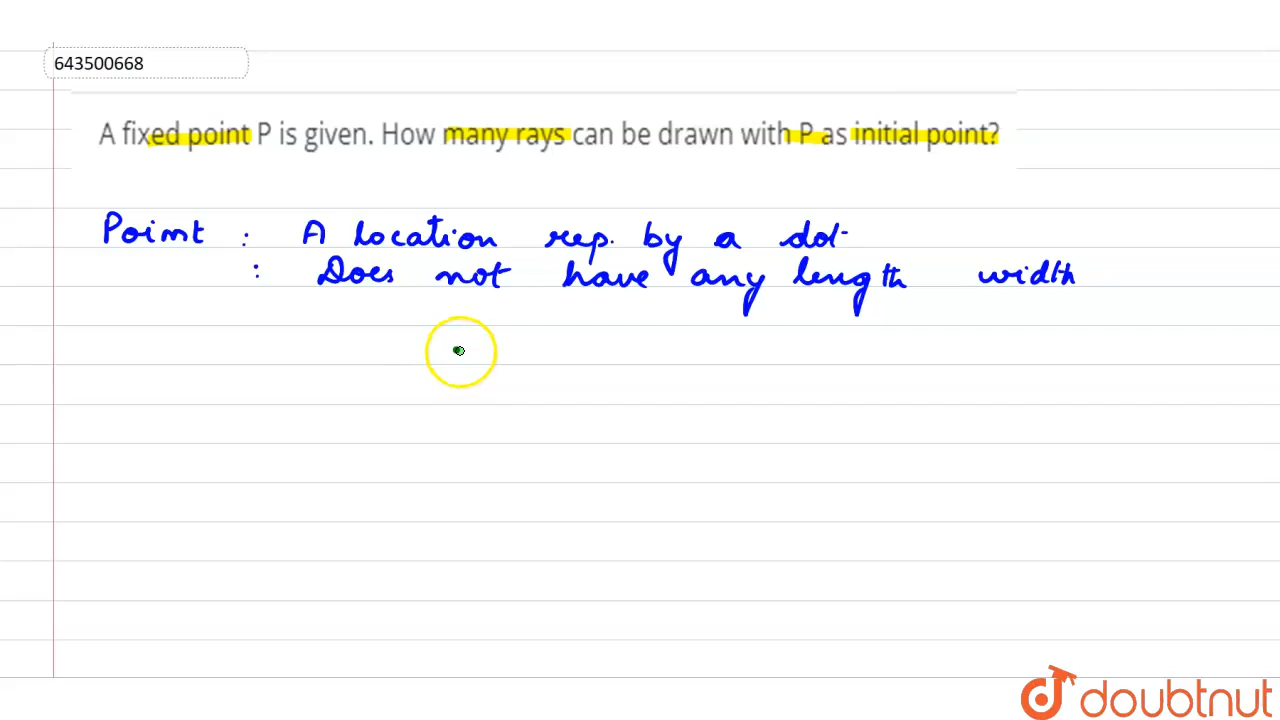 643500668
A fixed point P is given. How many rays can be drawn with P as initial point?
Point : A location rep. by a dot
: Does not have any length width
doubtnut